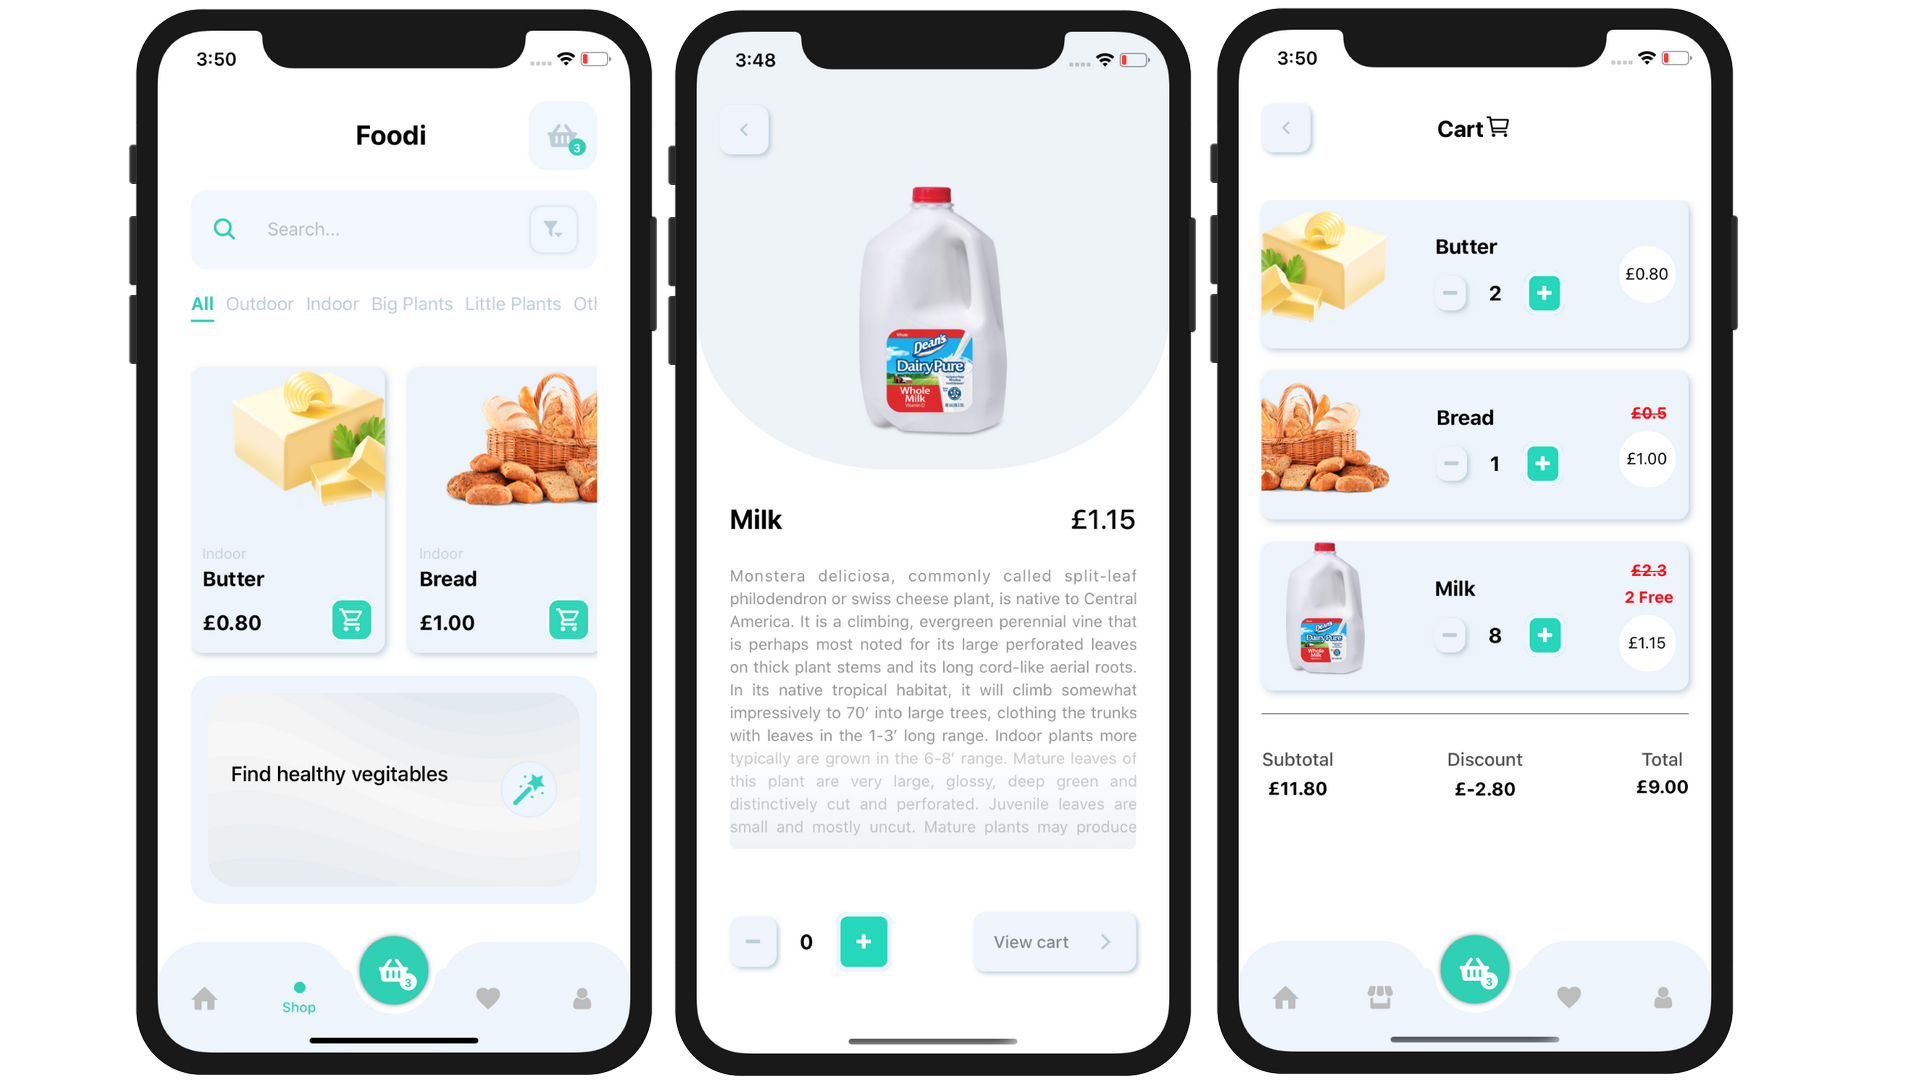 3:50
Foodi
3
Search...
All Outdoor Indoor Big Plants Little Plants Oth
Indoor
Butter
£0.80
Indoor
Bread
£1.00
Find healthy vegitables
3
Shop
3:48
Dean's
DairyPure
Whole
Milk
Vitamin D
Milk £1.15
Monstera deliciosa, commonly called split-leaf
philodendron or swiss cheese plant, is native to Central
America. It is a climbing, evergreen perennial vine that
is perhaps most noted for its large perforated leaves
on thick plant stems and its long cord-like aerial roots.
In its native tropical habitat, it will climb somewhat
impressively to 70′ into large trees, clothing the trunks
with leaves in the 1-3′ long range. Indoor plants more
typically are grown in the 6-8′ range. Mature leaves of
this plant are very large, glossy, deep green and
distinctively cut and perforated. Juvenile leaves are
small and mostly uncut. Mature plants may produce
0
View cart
3:50
Cart
Butter
2
£0.80
Bread
1
£0.5
£1.00
Dean's
DairyPure
Whole
Milk
Milk
8
£2.3
2 Free
£1.15
Subtotal Discount Total
£11.80 £-2.80 £9.00
3